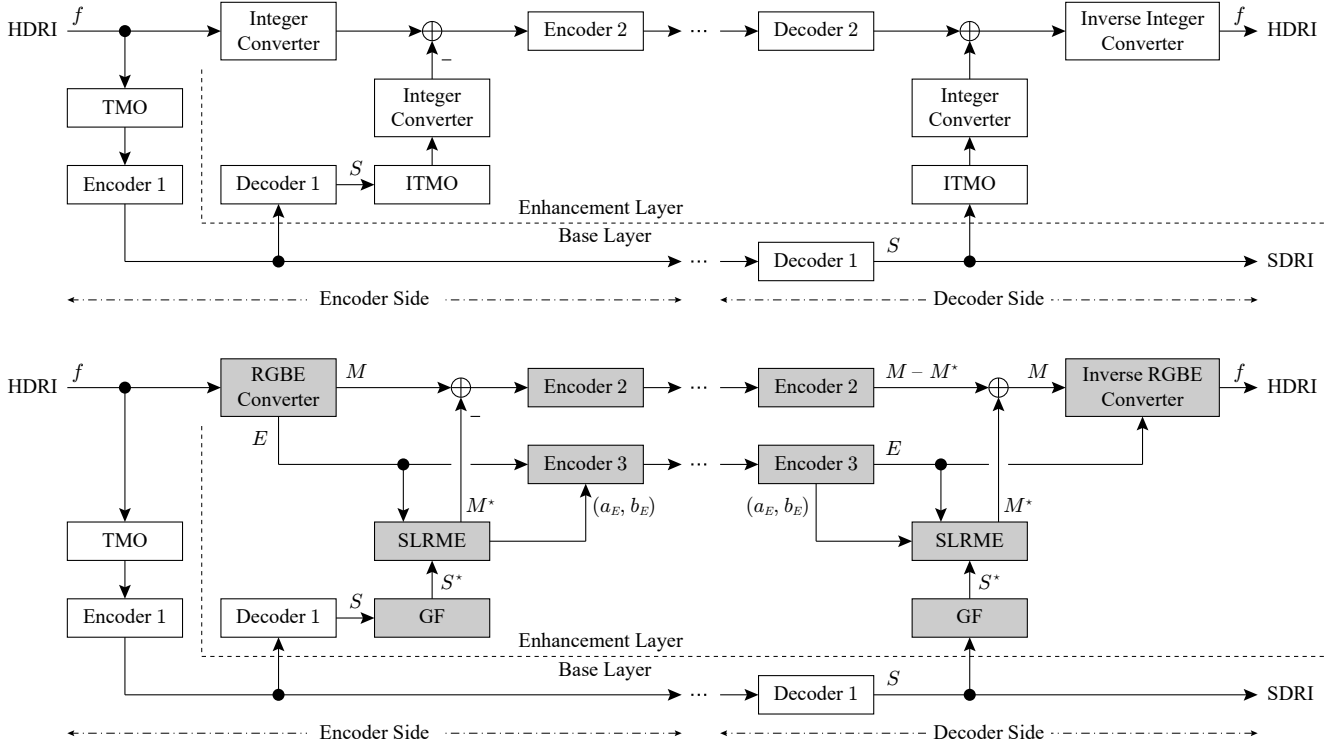 HDRI
f
Integer
Converter
−
Encoder 2
...
Decoder 2
Inverse Integer
Converter
f
HDRI
TMO
Integer
Converter
Integer
Converter
Encoder 1
Decoder 1
S
ITMO
ITMO
Enhancement Layer
Base Layer
...
Decoder 1
S
SDRI
Encoder Side
Decoder Side
HDRI
f
RGBE
Converter
M
−
Encoder 2
...
Encoder 2
M − M⋆
M
Inverse RGBE
Converter
f
HDRI
E
Encoder 3
...
Encoder 3
E
M⋆
(a_E, b_E)
(a_E, b_E)
M⋆
TMO
SLRME
SLRME
S⋆
S⋆
Encoder 1
Decoder 1
S
GF
GF
Enhancement Layer
Base Layer
...
Decoder 1
S
SDRI
Encoder Side
Decoder Side